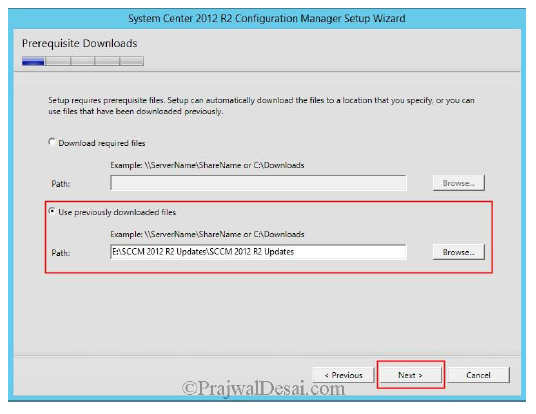 System Center 2012 R2 Configuration Manager Setup Wizard
Prerequisite Downloads
Setup requires prerequisite files. Setup can automatically download the files to a location that you specify, or you can
use files that have been downloaded previously.
Download required files
Example: \\ServerName\ShareName or C:\Downloads
Path:
Browse...
Use previously downloaded files
Example: \\ServerName\ShareName or C:\Downloads
Path: E:\SCCM 2012 R2 Updates\SCCM 2012 R2 Updates Browse...
< Previous Next > Cancel
©PrajwalDesai.com